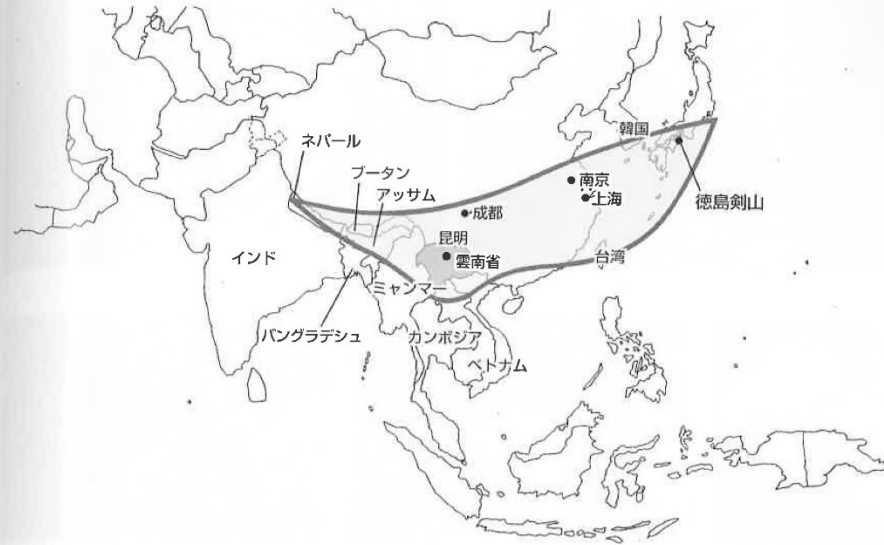 韓国
ネパール
ブータン
アッサム
南京
上海
徳島剣山
成都
昆明
雲南省
インド
台湾
ミャンマー
バングラデシュ
カンボジア
ベトナム